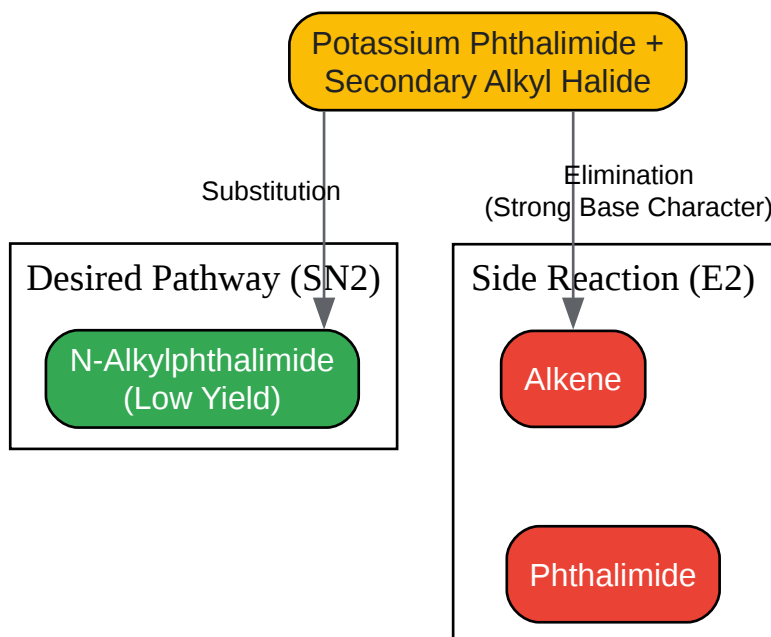 Potassium Phthalimide +
Secondary Alkyl Halide
Substitution
Elimination
(Strong Base Character)
Desired Pathway (SN2)
Side Reaction (E2)
N-Alkylphthalimide
(Low Yield)
Alkene
Phthalimide